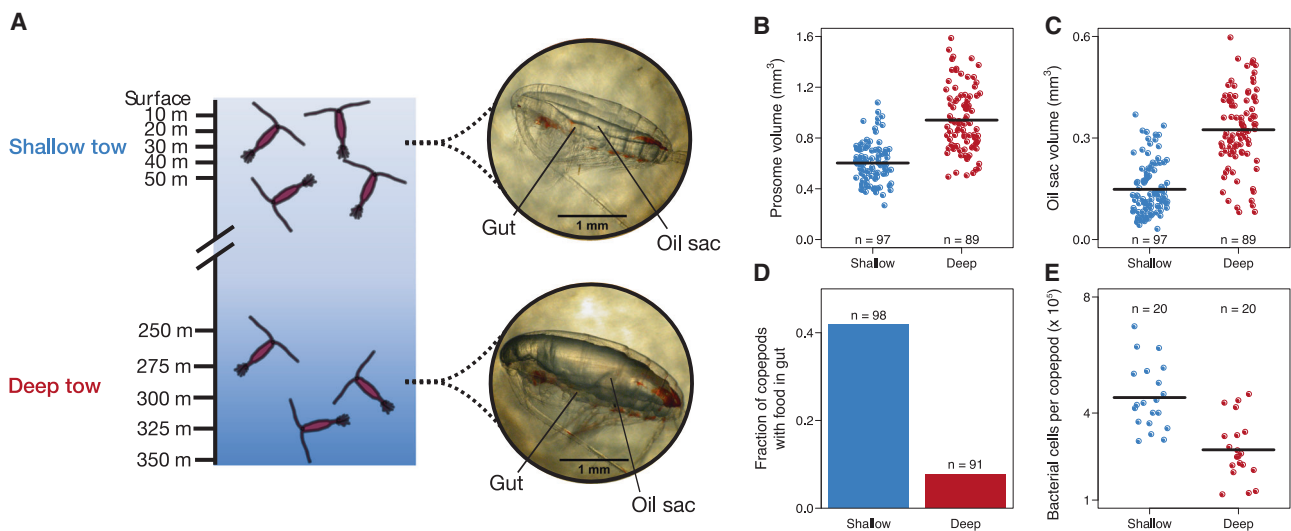 A
Surface
10 m
20 m
30 m
40 m
50 m
Shallow tow
250 m
275 m
300 m
325 m
350 m
Deep tow
Gut
1 mm
Oil sac
Gut
1 mm
Oil sac
B
Prosome volume (mm³)
1.6
1.2
0.8
0.4
0.0
n = 97
n = 89
Shallow
Deep
C
Oil sac volume (mm³)
0.6
0.3
0.0
n = 97
n = 89
Shallow
Deep
D
Fraction of copepods
with food in gut
0.4
0.2
0.0
n = 98
n = 91
Shallow
Deep
E
Bacterial cells per copepod (x 10⁵)
8
4
1
n = 20
n = 20
Shallow
Deep